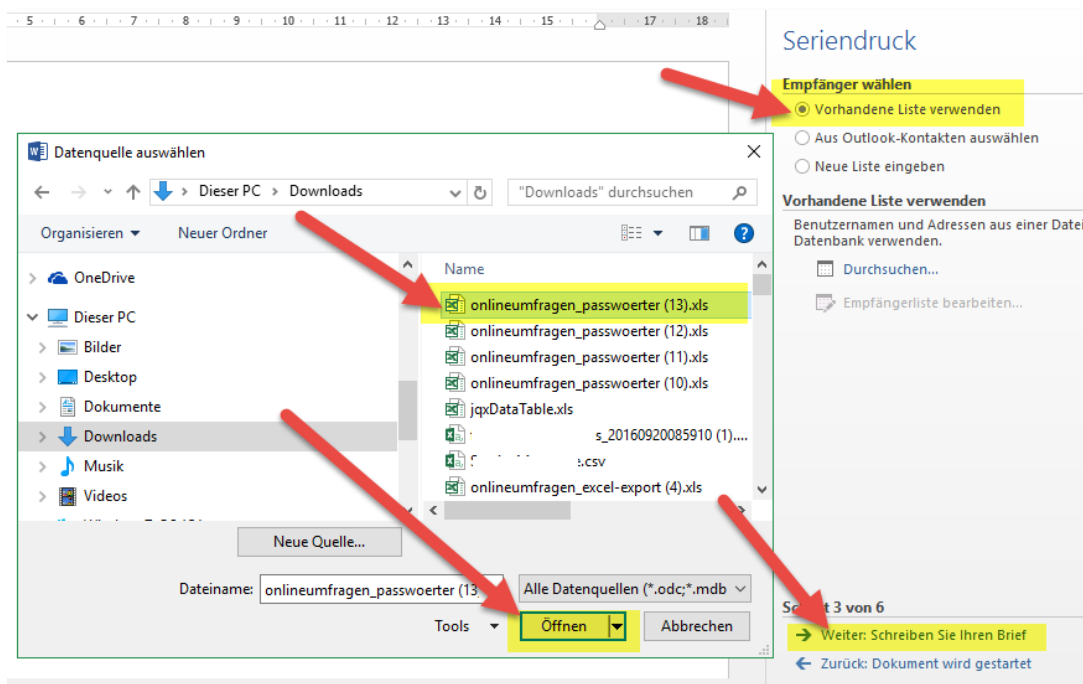 5 6 7 8 9 10 11 12 13 14 15 17 18
Seriendruck
Empfänger wählen
Vorhandene Liste verwenden
Aus Outlook-Kontakten auswählen
Neue Liste eingeben
Vorhandene Liste verwenden
Benutzernamen und Adressen aus einer Datei
Datenbank verwenden.
Durchsuchen...
Empfängerliste bearbeiten...
Datenquelle auswählen
Dieser PC > Downloads
"Downloads" durchsuchen
Organisieren
Neuer Ordner
OneDrive
Dieser PC
Bilder
Desktop
Dokumente
Downloads
Musik
Videos
Name
onlineumfragen_passwoerter (13).xls
onlineumfragen_passwoerter (12).xls
onlineumfragen_passwoerter (11).xls
onlineumfragen_passwoerter (10).xls
jqxDataTable.xls
s_20160920085910 (1)....
.csv
onlineumfragen_excel-export (4).xls
Neue Quelle...
Dateiname: onlineumfragen_passwoerter (13
Alle Datenquellen (*.odc;*.mdb
Tools
Öffnen
Abbrechen
3 von 6
Weiter: Schreiben Sie Ihren Brief
Zurück: Dokument wird gestartet